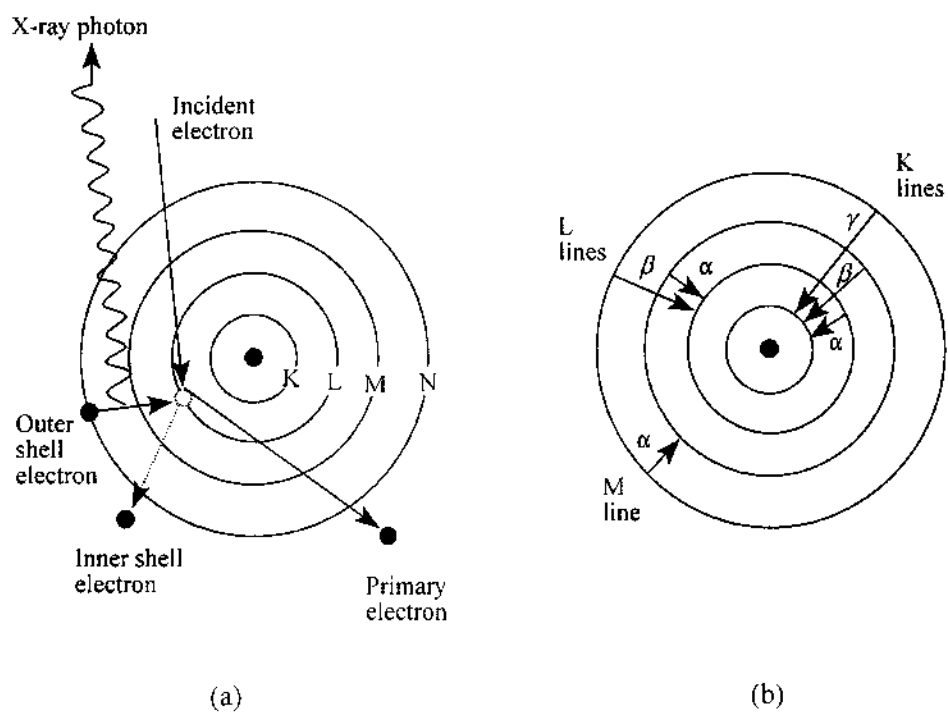 X-ray photon
Incident
electron
K L M N
Outer
shell
electron
Inner shell
electron
Primary
electron
(a)
K
lines
L
lines
γ
β
α
β
α
α
M
line
(b)